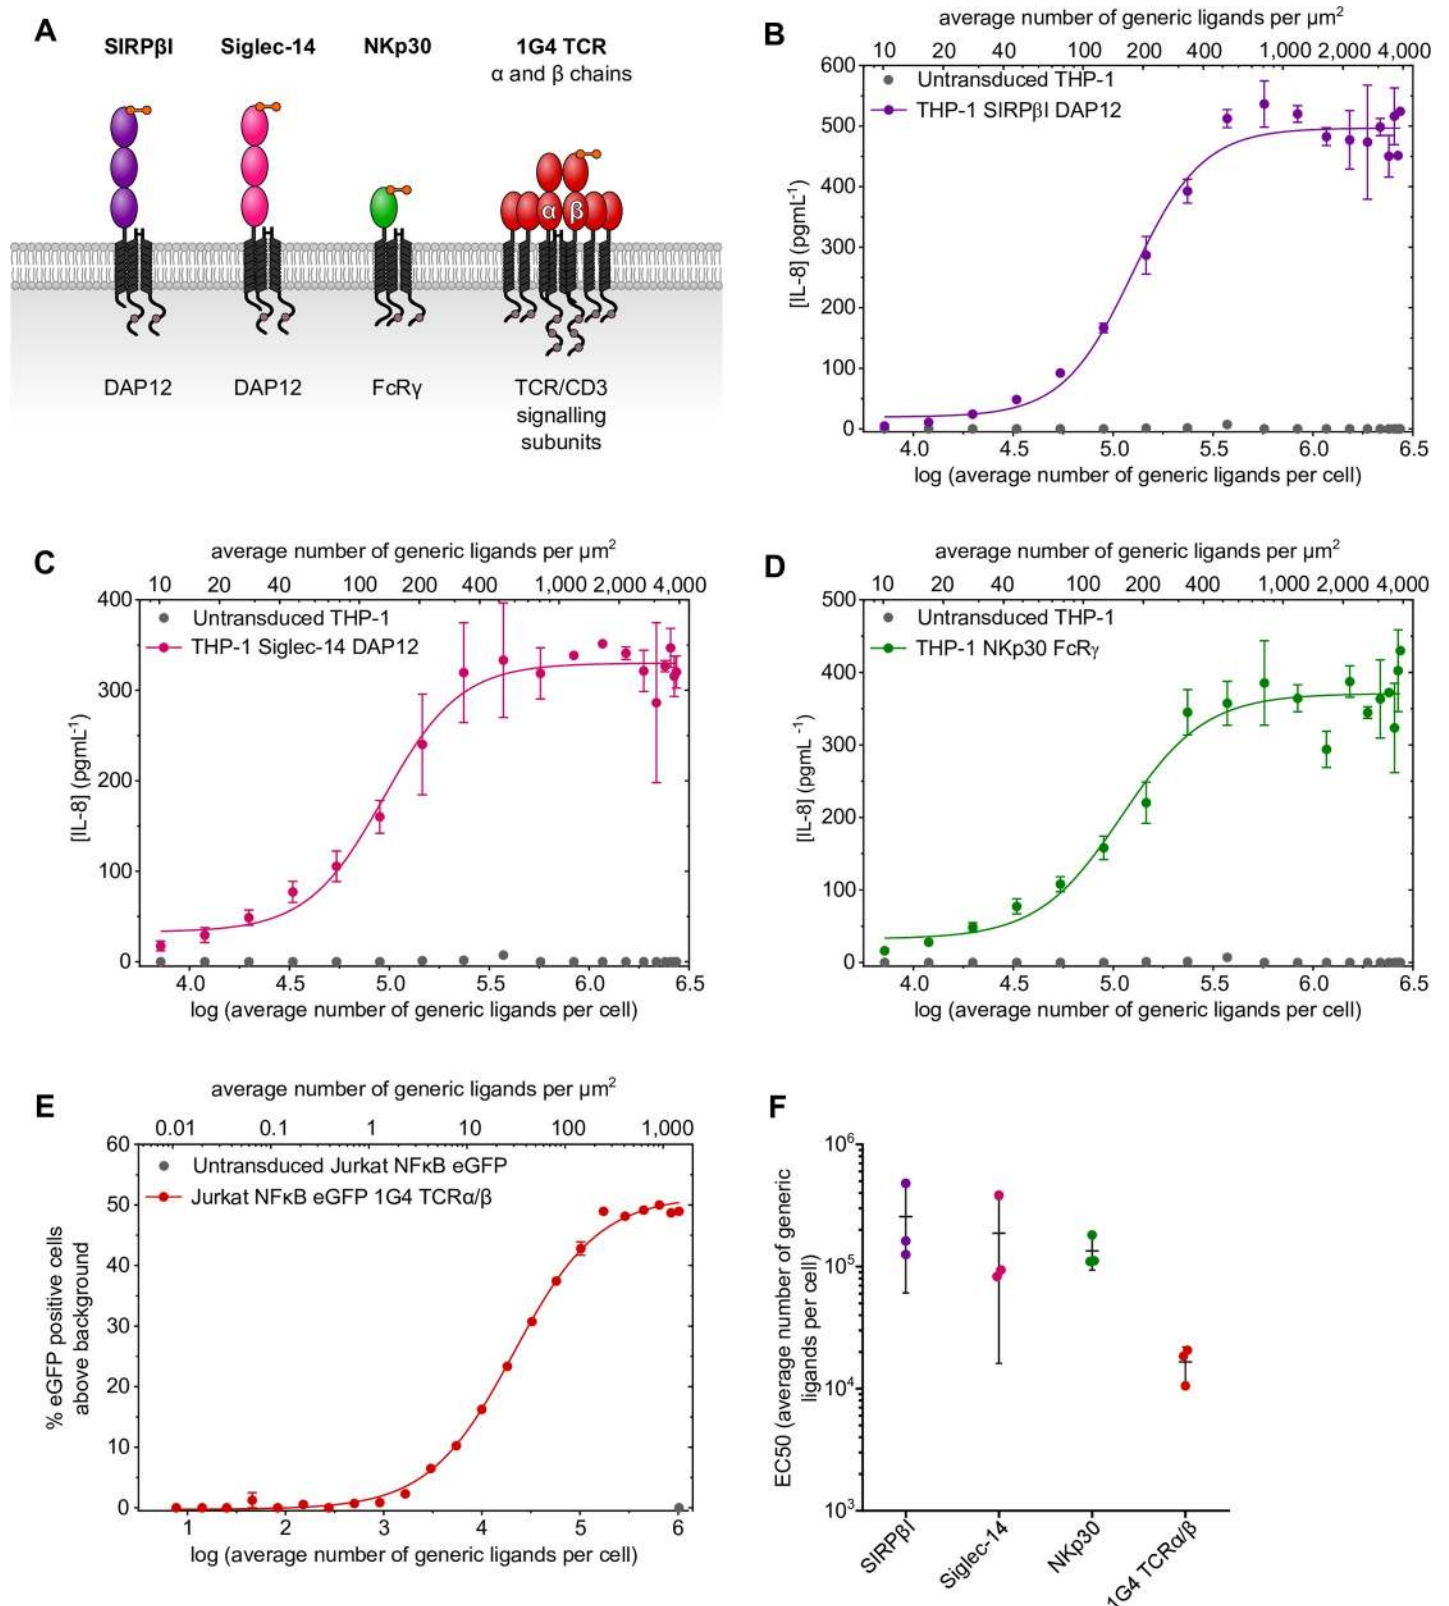 A
SIRPβI
Siglec-14
NKp30
1G4 TCR
α and β chains
α
β
DAP12
DAP12
FcRγ
TCR/CD3
signalling
subunits
B
average number of generic ligands per µm²
10 20 40 100 200 400 1,000 2,000 4,000
600
500
400
300
200
100
0
[IL-8] (pgmL⁻¹)
Untransduced THP-1
THP-1 SIRPβI DAP12
4.0 4.5 5.0 5.5 6.0 6.5
log (average number of generic ligands per cell)
C
average number of generic ligands per µm²
10 20 40 100 200 400 1,000 2,000 4,000
400
300
200
100
0
[IL-8] (pgmL⁻¹)
Untransduced THP-1
THP-1 Siglec-14 DAP12
4.0 4.5 5.0 5.5 6.0 6.5
log (average number of generic ligands per cell)
D
average number of generic ligands per µm²
10 20 40 100 200 400 1,000 2,000 4,000
500
400
300
200
100
0
[IL-8] (pgmL⁻¹)
Untransduced THP-1
THP-1 NKp30 FcRγ
4.0 4.5 5.0 5.5 6.0 6.5
log (average number of generic ligands per cell)
E
average number of generic ligands per µm²
0.01 0.1 1 10 100 1,000
60
50
40
30
20
10
0
% eGFP positive cells
above background
Untransduced Jurkat NFκB eGFP
Jurkat NFκB eGFP 1G4 TCRα/β
1 2 3 4 5 6
log (average number of generic ligands per cell)
F
10⁶
10⁵
10⁴
10³
EC50 (average number of generic
ligands per cell)
SIRPβI
Siglec-14
NKp30
1G4 TCRα/β